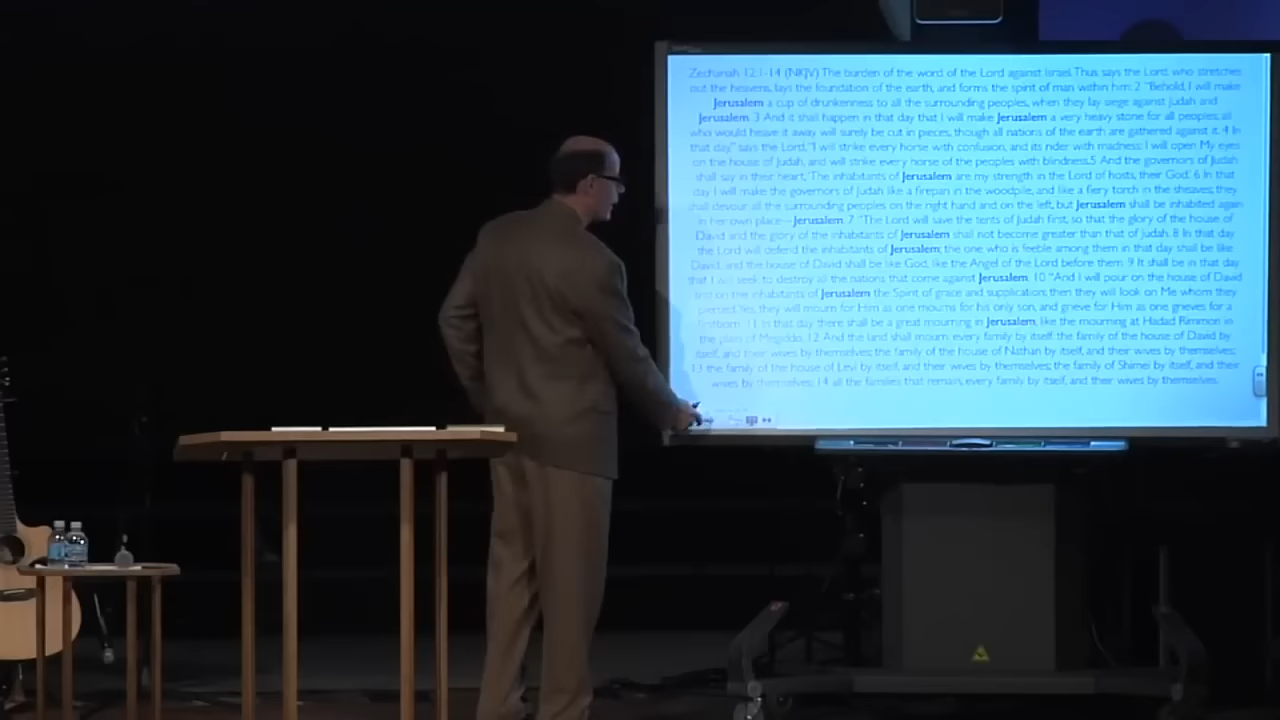 Zechariah 12:1-14 (NKJV) The burden of the word of the Lord against Israel. Thus says the Lord, who stretches
out the heavens, lays the foundation of the earth, and forms the spirit of man within him: 2 "Behold, I will make
Jerusalem a cup of drunkenness to all the surrounding peoples, when they lay siege against Judah and
Jerusalem. 3 And it shall happen in that day that I will make Jerusalem a very heavy stone for all peoples; all
who would heave it away will surely be cut in pieces, though all nations of the earth are gathered against it. 4 In
that day," says the Lord, "I will strike every horse with confusion, and its rider with madness; I will open My eyes
on the house of Judah, and will strike every horse of the peoples with blindness. 5 And the governors of Judah
shall say in their heart, 'The inhabitants of Jerusalem are my strength in the Lord of hosts, their God.' 6 In that
day I will make the governors of Judah like a firepan in the woodpile, and like a fiery torch in the sheaves; they
shall devour all the surrounding peoples on the right hand and on the left, but Jerusalem shall be inhabited again
in her own place—Jerusalem. 7 "The Lord will save the tents of Judah first, so that the glory of the house of
David and the glory of the inhabitants of Jerusalem shall not become greater than that of Judah. 8 In that day
the Lord will defend the inhabitants of Jerusalem; the one who is feeble among them in that day shall be like
David, and the house of David shall be like God, like the Angel of the Lord before them. 9 It shall be in that day
that I will seek to destroy all the nations that come against Jerusalem. 10 "And I will pour on the house of David
and on the inhabitants of Jerusalem the Spirit of grace and supplication; then they will look on Me whom they
pierced. Yes, they will mourn for Him as one mourns for his only son, and grieve for Him as one grieves for a
firstborn. 11 In that day there shall be a great mourning in Jerusalem, like the mourning at Hadad Rimmon in
the plain of Megiddo. 12 And the land shall mourn, every family by itself: the family of the house of David by
itself, and their wives by themselves; the family of the house of Nathan by itself, and their wives by themselves;
13 the family of the house of Levi by itself, and their wives by themselves; the family of Shimei by itself, and their
wives by themselves; 14 all the families that remain, every family by itself, and their wives by themselves.